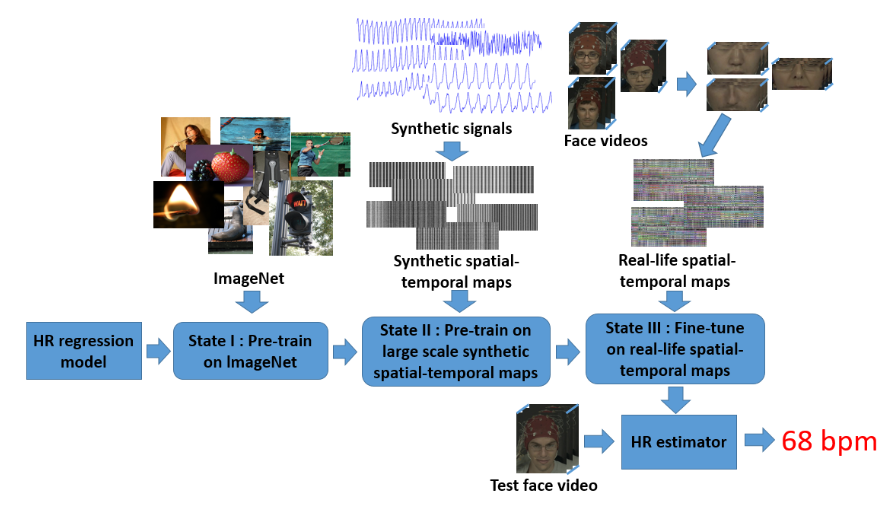 Synthetic signals
Face videos
ImageNet
Synthetic spatial-
temporal maps
Real-life spatial-
temporal maps
HR regression
model
State I : Pre-train
on ImageNet
State II : Pre-train on
large scale synthetic
spatial-temporal maps
State III : Fine-tune
on real-life spatial-
temporal maps
Test face video
HR estimator
68 bpm